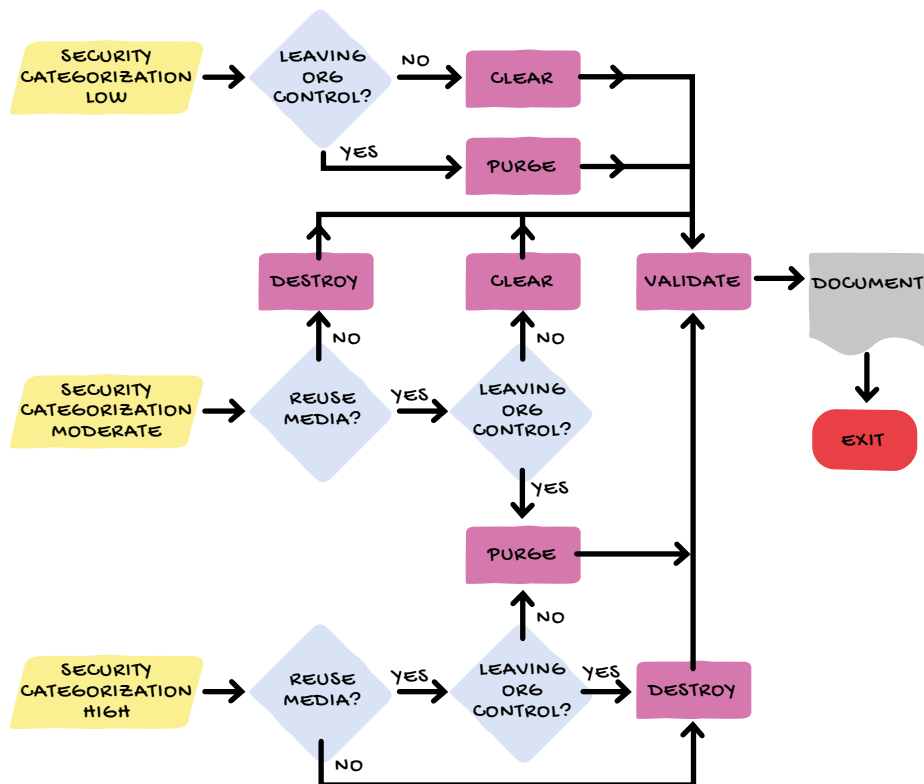 SECURITY
CATEGORIZATION
LOW
LEAVING
ORG
CONTROL?
NO
CLEAR
YES
PURGE
DESTROY
CLEAR
VALIDATE
DOCUMENT
NO
NO
SECURITY
CATEGORIZATION
MODERATE
REUSE
MEDIA?
YES
LEAVING
ORG
CONTROL?
EXIT
YES
PURGE
NO
SECURITY
CATEGORIZATION
HIGH
REUSE
MEDIA?
YES
LEAVING
ORG
CONTROL?
YES
DESTROY
NO